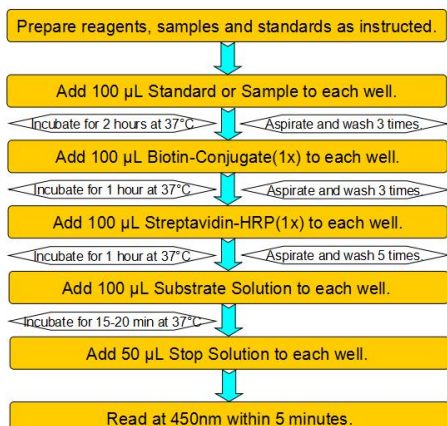 Prepare reagents, samples and standards as instructed.
Add 100 µL Standard or Sample to each well.
Incubate for 2 hours at 37°C
Aspirate and wash 3 times.
Add 100 µL Biotin-Conjugate(1x) to each well.
Incubate for 1 hour at 37°C
Aspirate and wash 3 times.
Add 100 µL Streptavidin-HRP(1x) to each well.
Incubate for 1 hour at 37°C
Aspirate and wash 5 times.
Add 100 µL Substrate Solution to each well.
Incubate for 15-20 min at 37°C
Add 50 µL Stop Solution to each well.
Read at 450nm within 5 minutes.